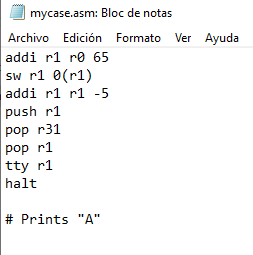 mycase.asm: Bloc de notas
Archivo Edición Formato Ver Ayuda
addi r1 r0 65
sw r1 0(r1)
addi r1 r1 -5
push r1
pop r31
pop r1
tty r1
halt
# Prints "A"